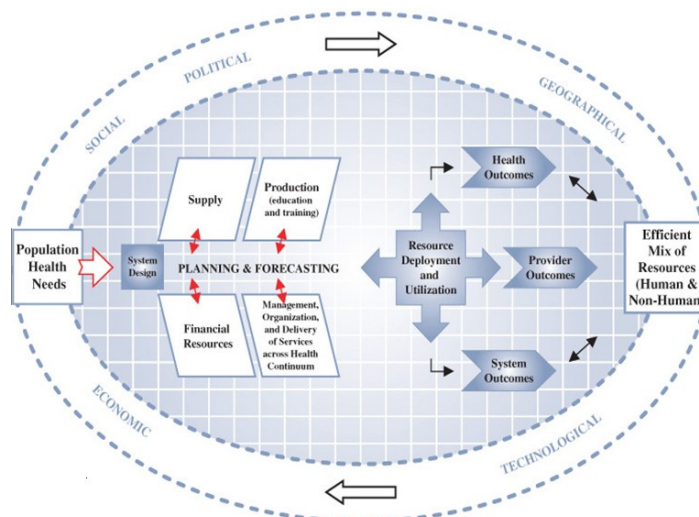 POLITICAL
SOCIAL
GEOGRAPHICAL
Supply
Production
(education
and training)
Health
Outcomes
Population
Health
Needs
System
Design
PLANNING & FORECASTING
Resource
Deployment
and
Utilization
Provider
Outcomes
Efficient
Mix of
Resources
(Human &
Non-Human
Financial
Resources
Management,
Organization,
and Delivery
of Services
across Health
Continuum
System
Outcomes
ECONOMIC
TECHNOLOGICAL